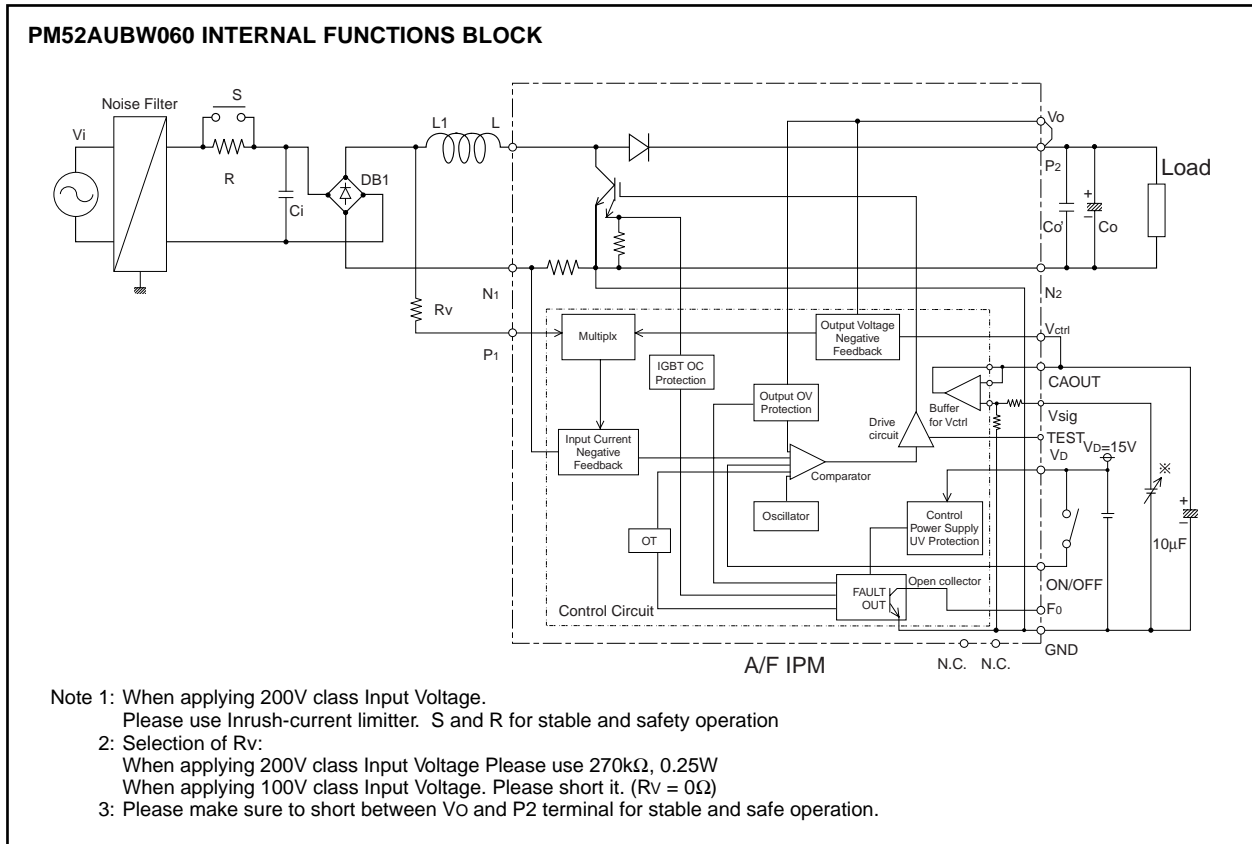 PM52AUBW060 INTERNAL FUNCTIONS BLOCK
Noise Filter
S
Vi
R
Ci
DB1
L1
L
VO
P2
Load
+
−
Co'
Co
N1
N2
Rv
P1
Multiplx
Output Voltage
Negative
Feedback
Vctrl
IGBT OC
Protection
CAOUT
Output OV
Protection
Drive
circuit
Buffer
for Vctrl
Vsig
TEST
Input Current
Negative
Feedback
VD
VD=15V
※
Comparator
Oscillator
Control
Power Supply
UV Protection
+
−
10µF
OT
ON/OFF
FAULT
OUT
Open collector
FO
Control Circuit
GND
A/F IPM
N.C.
N.C.
Note 1: When applying 200V class Input Voltage.
Please use Inrush-current limitter. S and R for stable and safety operation
2: Selection of Rv:
When applying 200V class Input Voltage Please use 270kΩ, 0.25W
When applying 100V class Input Voltage. Please short it. (RV = 0Ω)
3: Please make sure to short between VO and P2 terminal for stable and safe operation.